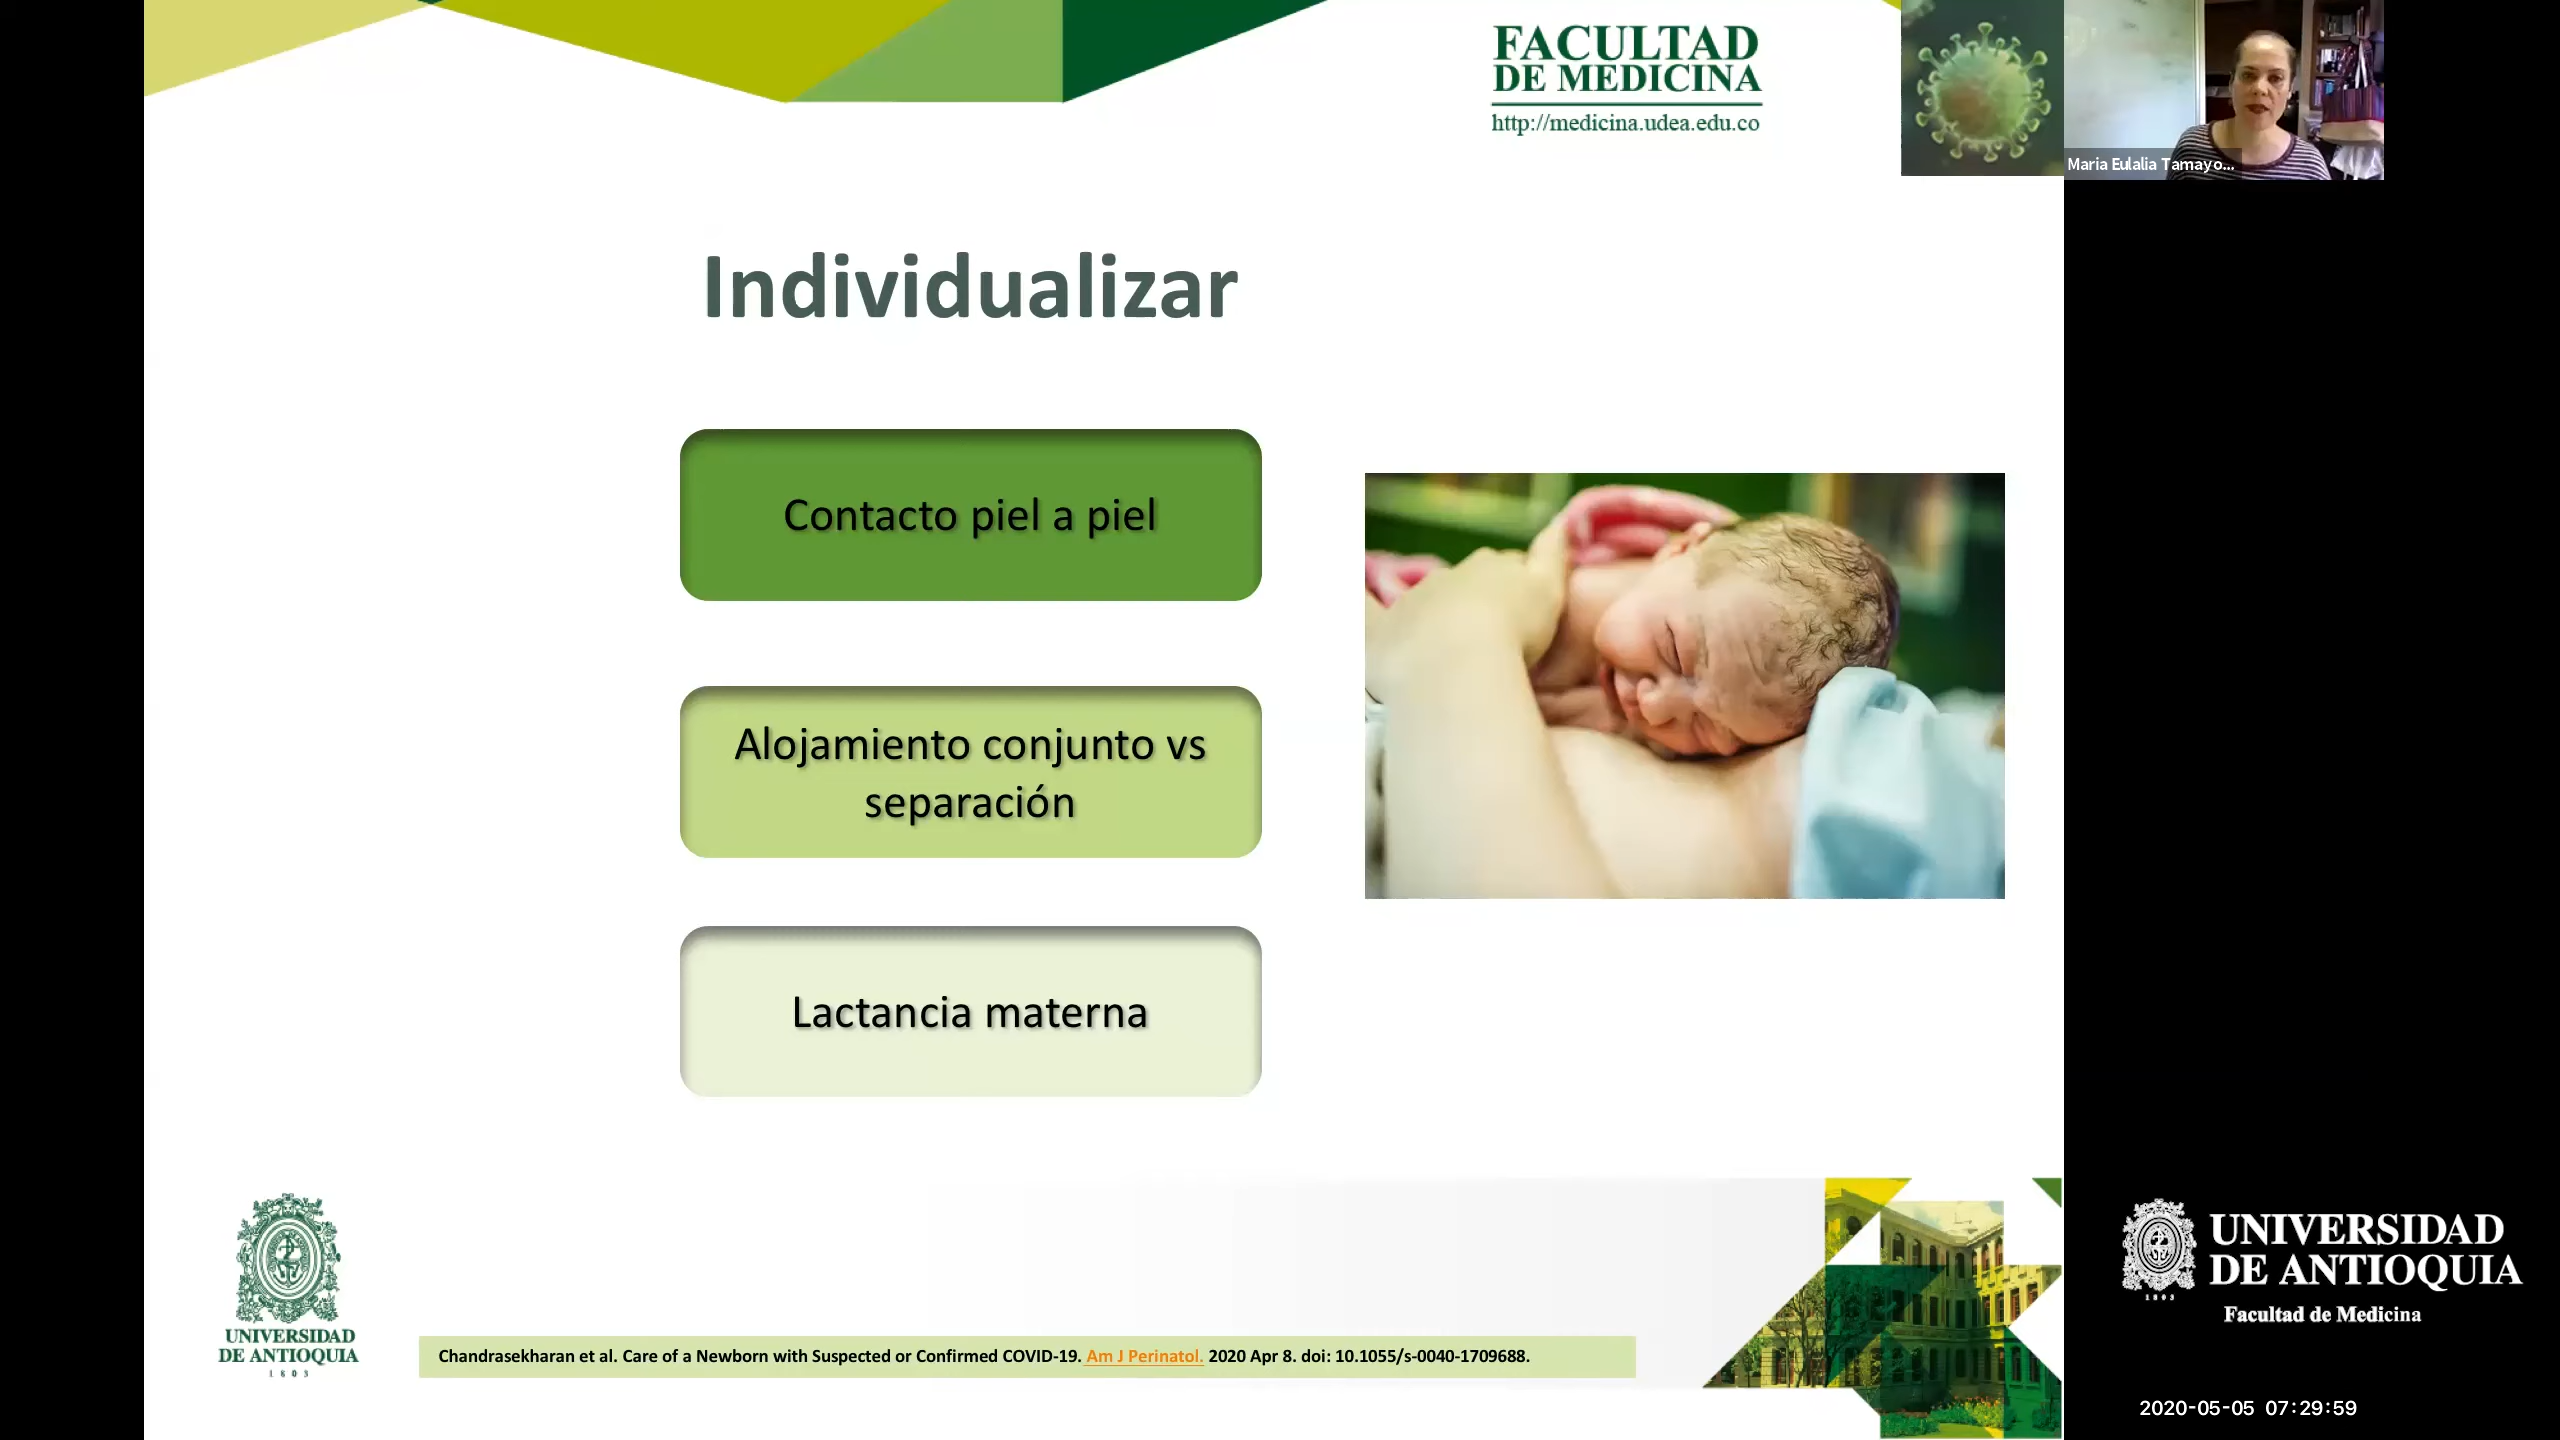 FACULTAD
DE MEDICINA
http://medicina.udea.edu.co
Maria Eulalia Tamayo...
Individualizar
Contacto piel a piel
Alojamiento conjunto vs
separación
Lactancia materna
UNIVERSIDAD
DE ANTIOQUIA
1803
Chandrasekharan et al. Care of a Newborn with Suspected or Confirmed COVID-19. Am J Perinatol. 2020 Apr 8. doi: 10.1055/s-0040-1709688.
UNIVERSIDAD
DE ANTIOQUIA
1803
Facultad de Medicina
2020-05-05 07:29:59